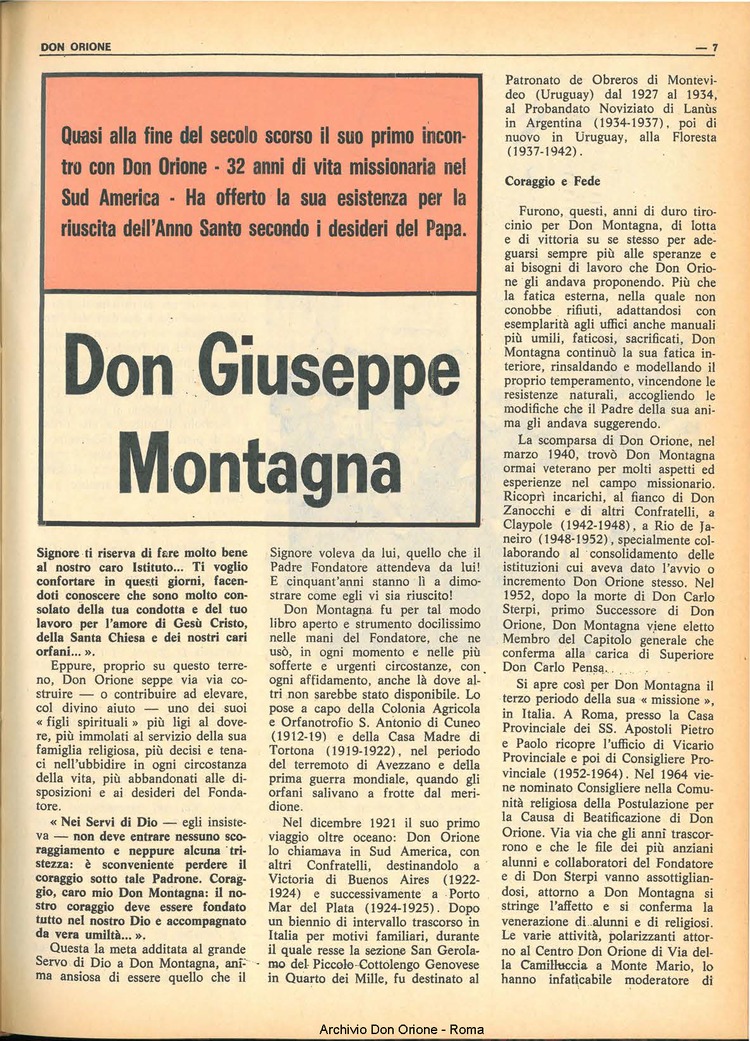 DON ORIONE
— 7
Quasi alla fine del secolo scorso il suo primo incon-
tro con Don Orione - 32 anni di vita missionaria nel
Sud America - Ha offerto la sua esistenza per la
riuscita dell'Anno Santo secondo i desideri del Papa.
Don Giuseppe
Montagna
Signore ti riserva di fare molto bene
al nostro caro Istituto... Ti voglio
confortare in questi giorni, facen-
doti conoscere che sono molto con-
solato della tua condotta e del tuo
lavoro per l'amore di Gesù Cristo,
della Santa Chiesa e dei nostri cari
orfani... ».
Eppure, proprio su questo terre-
no, Don Orione seppe via via co-
struire — o contribuire ad elevare,
col divino aiuto — uno dei suoi
« figli spirituali » più ligi al dove-
re, più immolati al servizio della sua
famiglia religiosa, più decisi e tena-
ci nell'ubbidire in ogni circostanza
della vita, più abbandonati alle di-
sposizioni e ai desideri del Fonda-
tore.
« Nei Servi di Dio — egli insiste-
va — non deve entrare nessuno sco-
raggiamento e neppure alcuna tri-
stezza: è sconveniente perdere il
coraggio sotto tale Padrone. Corag-
gio, caro mio Don Montagna: il no-
stro coraggio deve essere fondato
tutto nel nostro Dio e accompagnato
da vera umiltà... ».
Questa la meta additata al grande
Servo di Dio a Don Montagna, ani-
ma ansiosa di essere quello che il
Signore voleva da lui, quello che il
Padre Fondatore attendeva da lui!
E cinquant'anni stanno lì a dimo-
strare come egli vi sia riuscito!
Don Montagna fu per tal modo
libro aperto e strumento docilissimo
nelle mani del Fondatore, che ne
usò, in ogni momento e nelle più
sofferte e urgenti circostanze, con
ogni affidamento, anche là dove al-
tri non sarebbe stato disponibile. Lo
pose a capo della Colonia Agricola
e Orfanotrofio S. Antonio di Cuneo
(1912-19) e della Casa Madre di
Tortona (1919-1922), nel periodo
del terremoto di Avezzano e della
prima guerra mondiale, quando gli
orfani salivano a frotte dal meri-
dione.
Nel dicembre 1921 il suo primo
viaggio oltre oceano: Don Orione
lo chiamava in Sud America, con
altri Confratelli, destinandolo a
Victoria di Buenos Aires (1922-
1924) e successivamente a Porto
Mar del Plata (1924-1925). Dopo
un biennio di intervallo trascorso in
Italia per motivi familiari, durante
il quale resse la sezione San Gerola-
mo del Piccolo Cottolengo Genovese
in Quarto dei Mille, fu destinato al
Patronato de Obreros di Montevi-
deo (Uruguay) dal 1927 al 1934,
al Probandato Noviziato di Lanùs
in Argentina (1934-1937), poi di
nuovo in Uruguay, alla Floresta
(1937-1942).
Coraggio e Fede
Furono, questi, anni di duro tiro-
cinio per Don Montagna, di lotta
e di vittoria su se stesso per ade-
guarsi sempre più alle speranze e
ai bisogni di lavoro che Don Orio-
ne gli andava proponendo. Più che
la fatica esterna, nella quale non
conobbe rifiuti, adattandosi con
esemplarità agli uffici anche manuali
più umili, faticosi, sacrificati, Don
Montagna continuò la sua fatica in-
teriore, rinsaldando e modellando il
proprio temperamento, vincendone le
resistenze naturali, accogliendo le
modifiche che il Padre della sua ani-
ma gli andava suggerendo.
La scomparsa di Don Orione, nel
marzo 1940, trovò Don Montagna
ormai veterano per molti aspetti ed
esperienze nel campo missionario.
Ricoprì incarichi, al fianco di Don
Zanocchi e di altri Confratelli, a
Claypole (1942-1948), a Rio de Ja-
neiro (1948-1952), specialmente col-
laborando al consolidamento delle
istituzioni cui aveva dato l'avvio o
incremento Don Orione stesso. Nel
1952, dopo la morte di Don Carlo
Sterpi, primo Successore di Don
Orione, Don Montagna viene eletto
Membro del Capitolo generale che
conferma alla carica di Superiore
Don Carlo Pensa.
Si apre così per Don Montagna il
terzo periodo della sua « missione »,
in Italia. A Roma, presso la Casa
Provinciale dei SS. Apostoli Pietro
e Paolo ricopre l'ufficio di Vicario
Provinciale e poi di Consigliere Pro-
vinciale (1952-1964). Nel 1964 vie-
ne nominato Consigliere nella Comu-
nità religiosa della Postulazione per
la Causa di Beatificazione di Don
Orione. Via via che gli anni trascor-
rono e che le file dei più anziani
alunni e collaboratori del Fondatore
e di Don Sterpi vanno assottiglian-
dosi, attorno a Don Montagna si
stringe l'affetto e si conferma la
venerazione di alunni e di religiosi.
Le varie attività, polarizzanti attor-
no al Centro Don Orione di Via del-
la Camilluccia a Monte Mario, lo
hanno infaticabile moderatore di
Archivio Don Orione - Roma